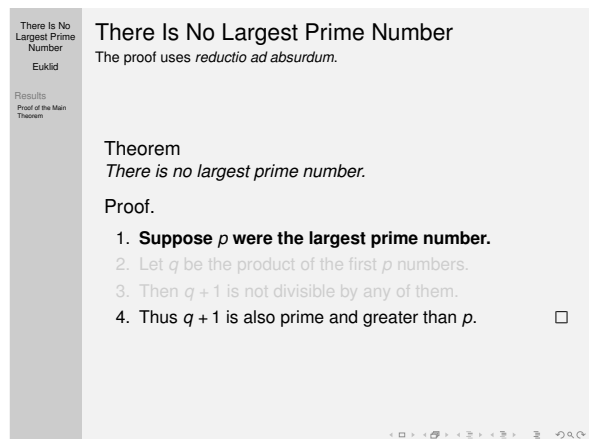 There Is No
Largest Prime
Number
Euklid
Results
Proof of the Main
Theorem
There Is No Largest Prime Number
The proof uses reductio ad absurdum.
Theorem
There is no largest prime number.
Proof.
1. Suppose p were the largest prime number.
2. Let q be the product of the first p numbers.
3. Then q + 1 is not divisible by any of them.
4. Thus q + 1 is also prime and greater than p. □